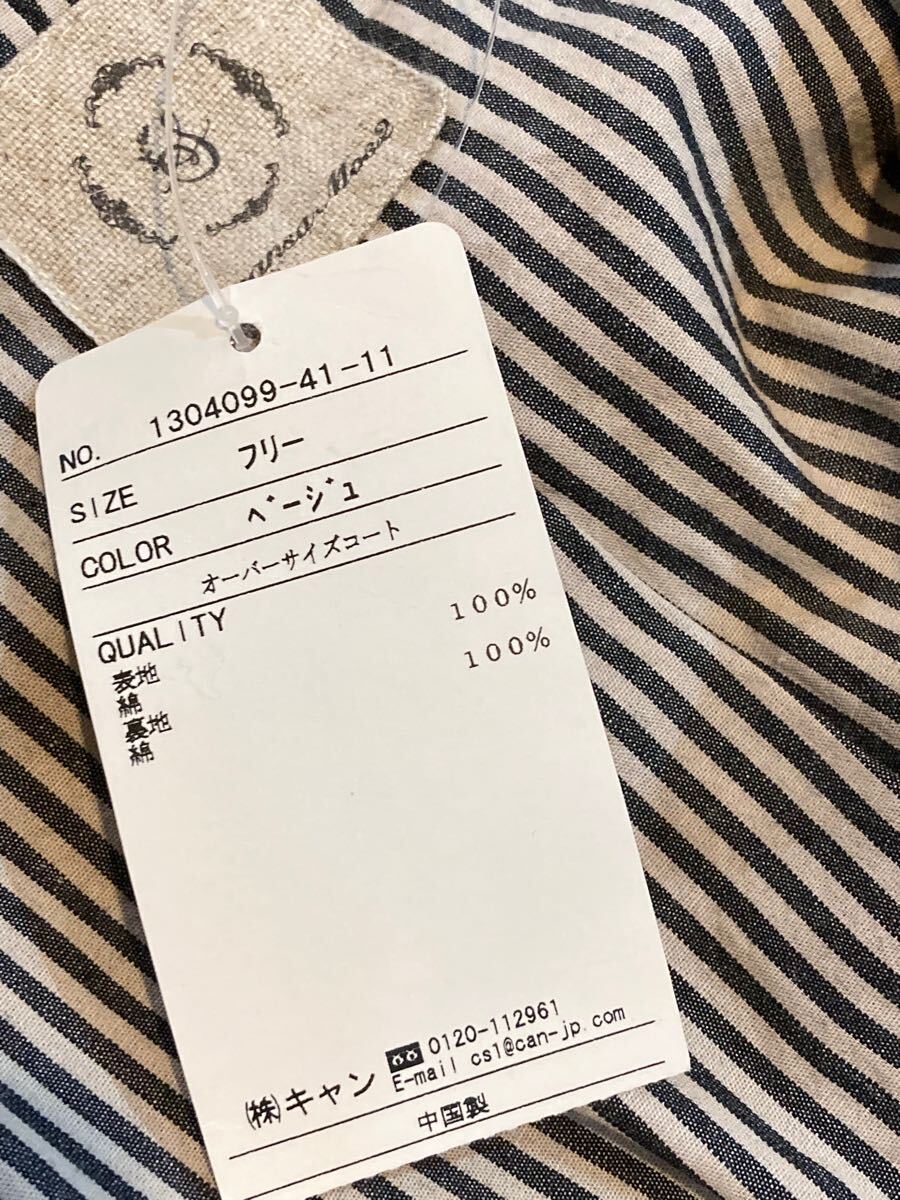 NO. 1304099-41-11
SIZE フリー
COLOR ベージュ
オーバーサイズコート
QUALITY
表地 100%
綿
裏地 100%
綿
㈱キャン
0120-112961
E-mail cs1@can-jp.com
中国製